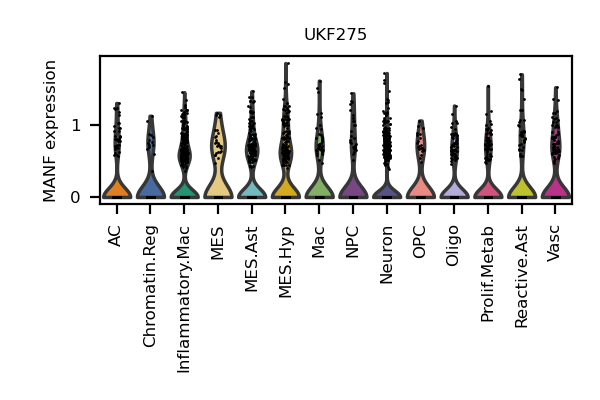 UKF275
MANF expression
1
0
AC
Chromatin.Reg
Inflammatory.Mac
MES
MES.Ast
MES.Hyp
Mac
NPC
Neuron
OPC
Oligo
Prolif.Metab
Reactive.Ast
Vasc